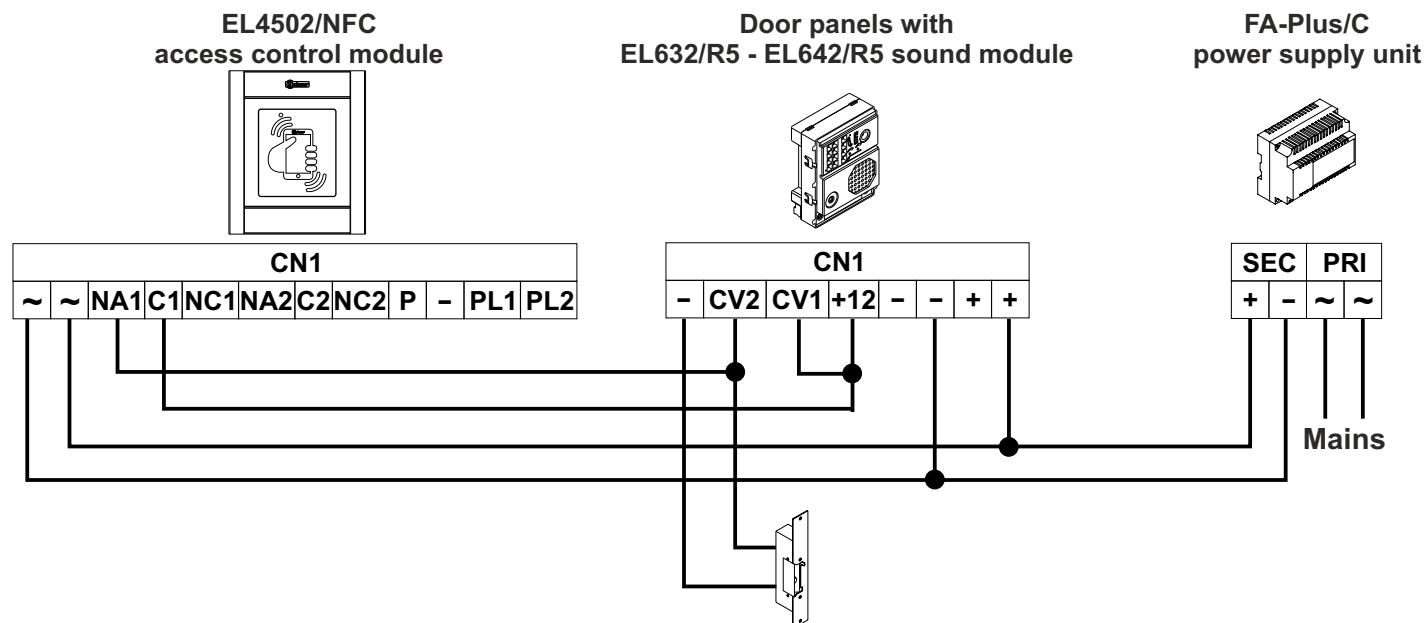 EL4502/NFC
access control module
Door panels with
EL632/R5 - EL642/R5 sound module
FA-Plus/C
power supply unit
CN1
~ ~ NA1 C1 NC1 NA2 C2 NC2 P – PL1 PL2
CN1
– CV2 CV1 +12 – – + +
SEC PRI
+ – ~ ~
Mains